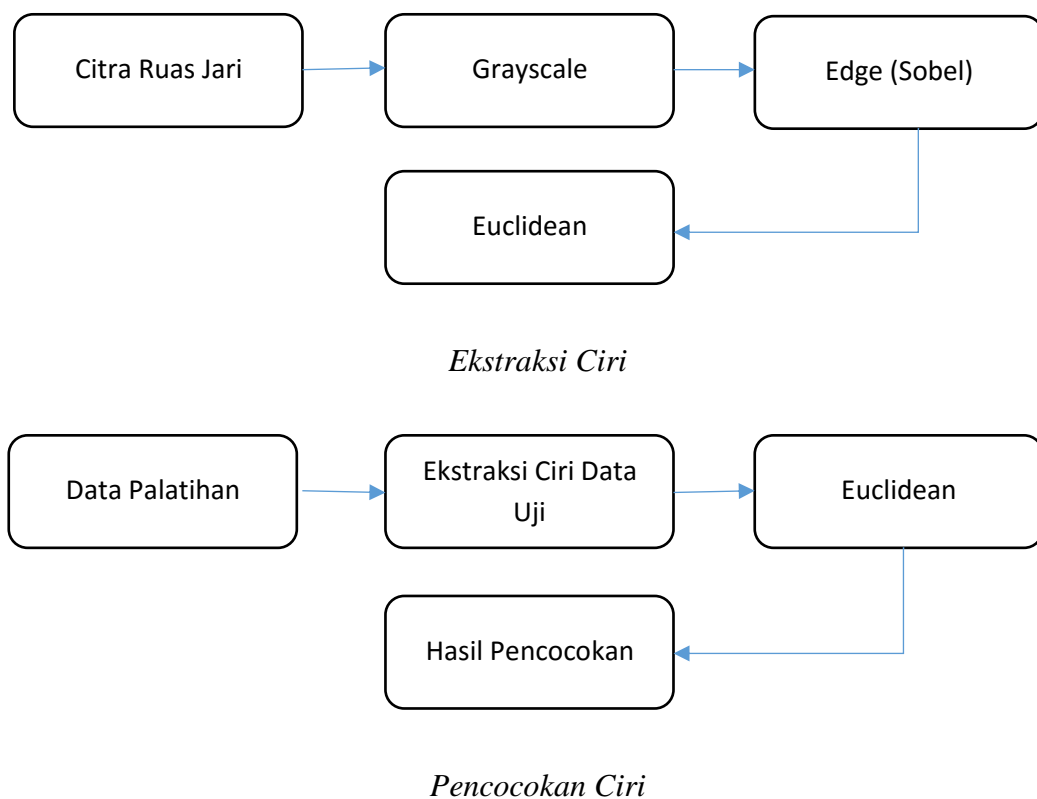 Citra Ruas Jari
Grayscale
Edge (Sobel)
Euclidean
Ekstraksi Ciri
Data Palatihan
Ekstraksi Ciri Data
Uji
Euclidean
Hasil Pencocokan
Pencocokan Ciri